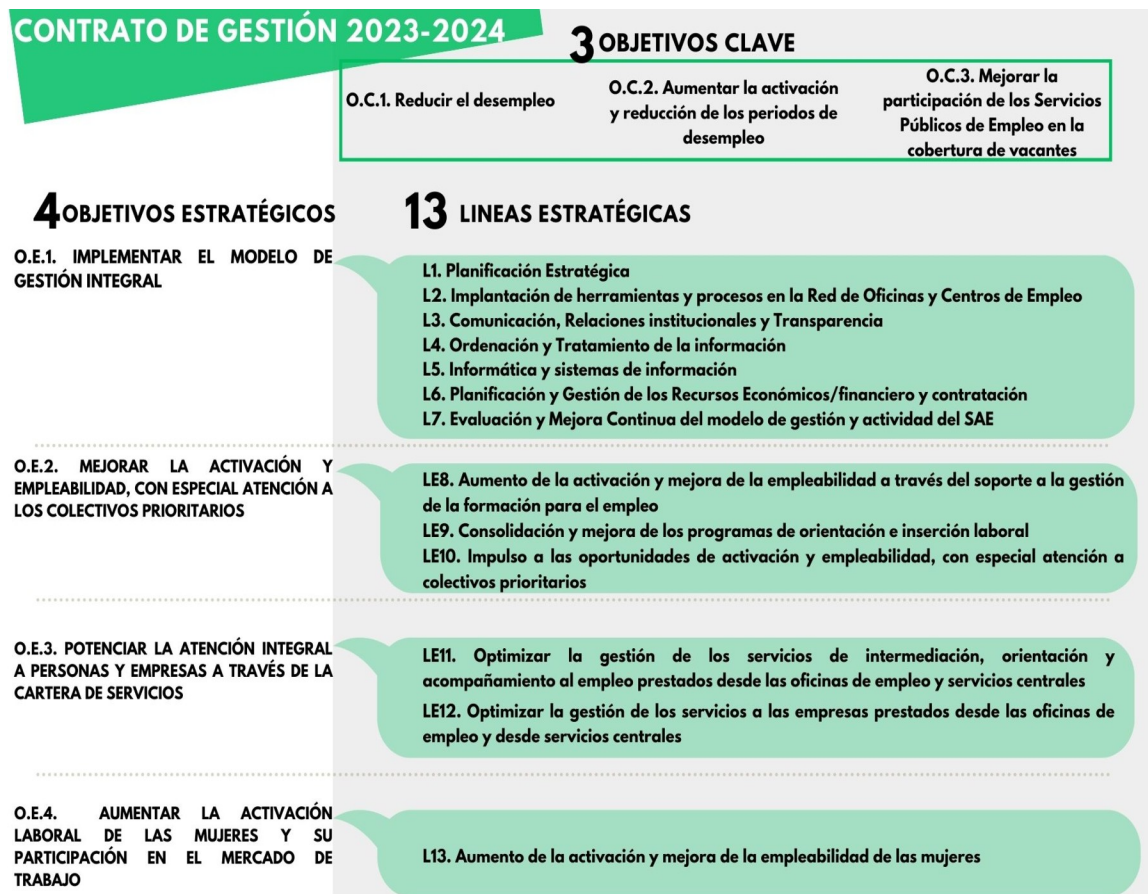 CONTRATO DE GESTIÓN 2023-2024
3 OBJETIVOS CLAVE
O.C.1. Reducir el desempleo
O.C.2. Aumentar la activación
y reducción de los periodos de
desempleo
O.C.3. Mejorar la
participación de los Servicios
Públicos de Empleo en la
cobertura de vacantes
4 OBJETIVOS ESTRATÉGICOS
13 LINEAS ESTRATÉGICAS
O.E.1. IMPLEMENTAR EL MODELO DE
GESTIÓN INTEGRAL
L1. Planificación Estratégica
L2. Implantación de herramientas y procesos en la Red de Oficinas y Centros de Empleo
L3. Comunicación, Relaciones institucionales y Transparencia
L4. Ordenación y Tratamiento de la información
L5. Informática y sistemas de información
L6. Planificación y Gestión de los Recursos Económicos/financiero y contratación
L7. Evaluación y Mejora Continua del modelo de gestión y actividad del SAE
O.E.2. MEJORAR LA ACTIVACIÓN Y
EMPLEABILIDAD, CON ESPECIAL ATENCIÓN A
LOS COLECTIVOS PRIORITARIOS
LE8. Aumento de la activación y mejora de la empleabilidad a través del soporte a la gestión
de la formación para el empleo
LE9. Consolidación y mejora de los programas de orientación e inserción laboral
LE10. Impulso a las oportunidades de activación y empleabilidad, con especial atención a
colectivos prioritarios
O.E.3. POTENCIAR LA ATENCIÓN INTEGRAL
A PERSONAS Y EMPRESAS A TRAVÉS DE LA
CARTERA DE SERVICIOS
LE11. Optimizar la gestión de los servicios de intermediación, orientación y
acompañamiento al empleo prestados desde las oficinas de empleo y servicios centrales
LE12. Optimizar la gestión de los servicios a las empresas prestados desde las oficinas de
empleo y desde servicios centrales
O.E.4. AUMENTAR LA ACTIVACIÓN
LABORAL DE LAS MUJERES Y SU
PARTICIPACIÓN EN EL MERCADO DE
TRABAJO
L13. Aumento de la activación y mejora de la empleabilidad de las mujeres